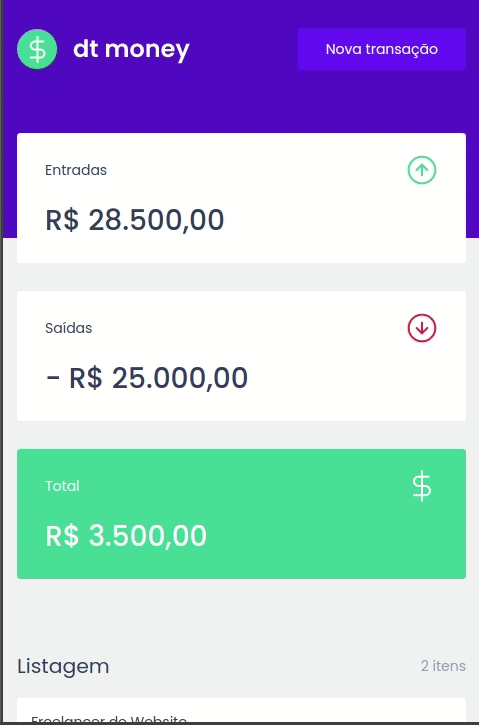 dt money
Nova transação
Entradas
R$ 28.500,00
Saídas
- R$ 25.000,00
Total
R$ 3.500,00
Listagem
2 itens
Freelancer de Website